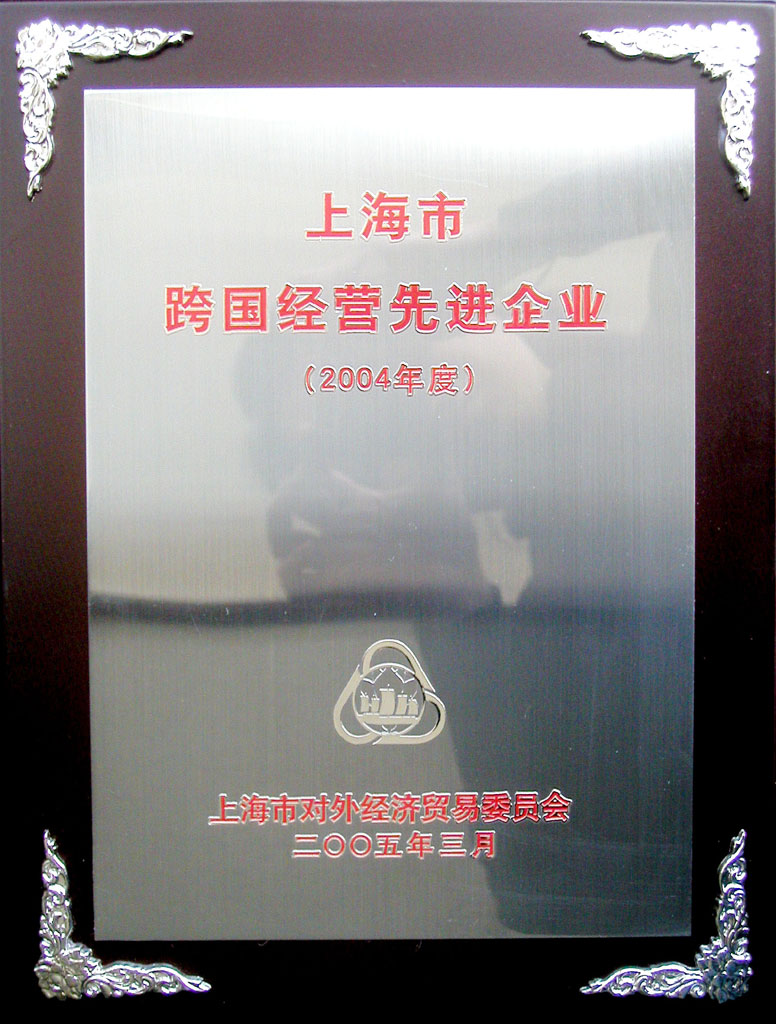 上海市
跨国经营先进企业
（2004年度）
上海市对外经济贸易委员会
二〇〇五年三月